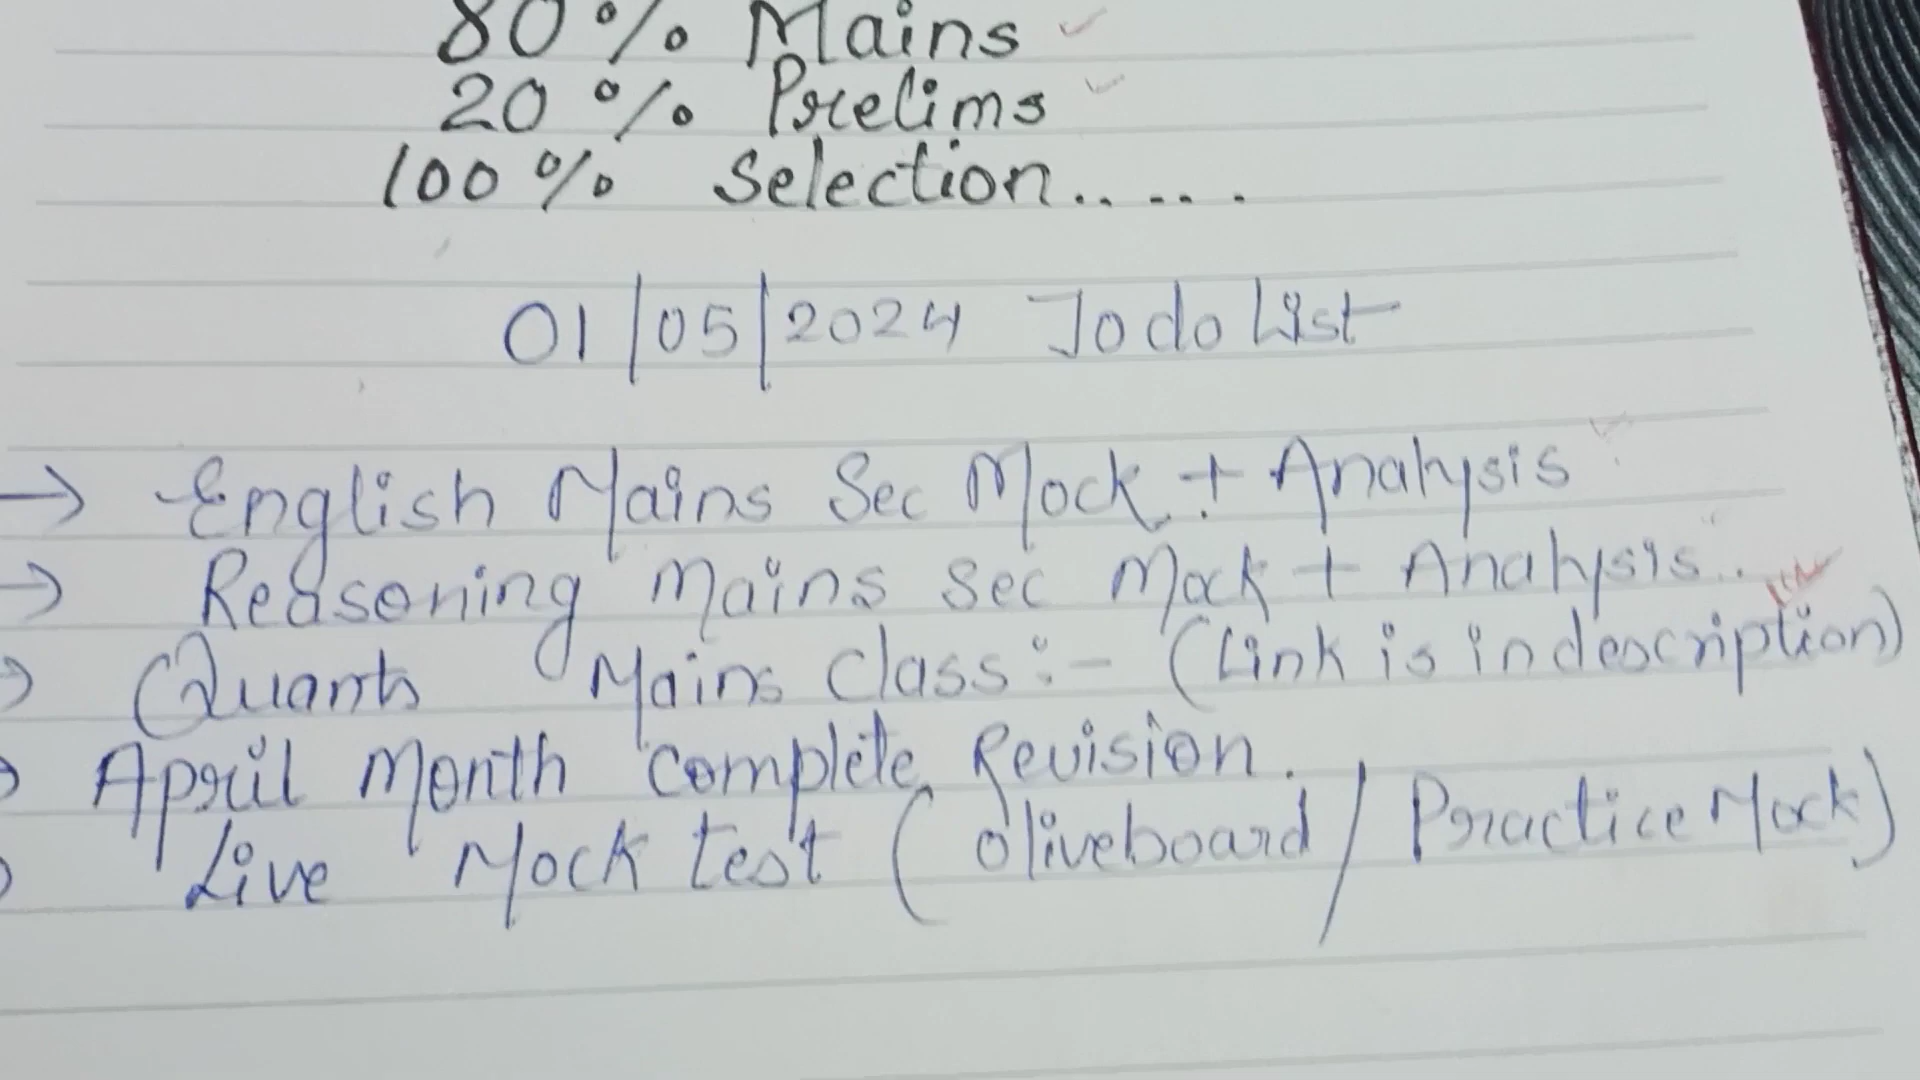 80% Mains
20% Prelims
100% Selection.....
01/05/2024 Todo List
→ English Mains Sec Mock + Analysis
→ Reasoning Mains Sec Mock + Analysis..
→ Quants Mains Class:- (Link is in description)
→ April Month Complete Revision.
→ Live Mock test (Oliveboard / Practice Mock)